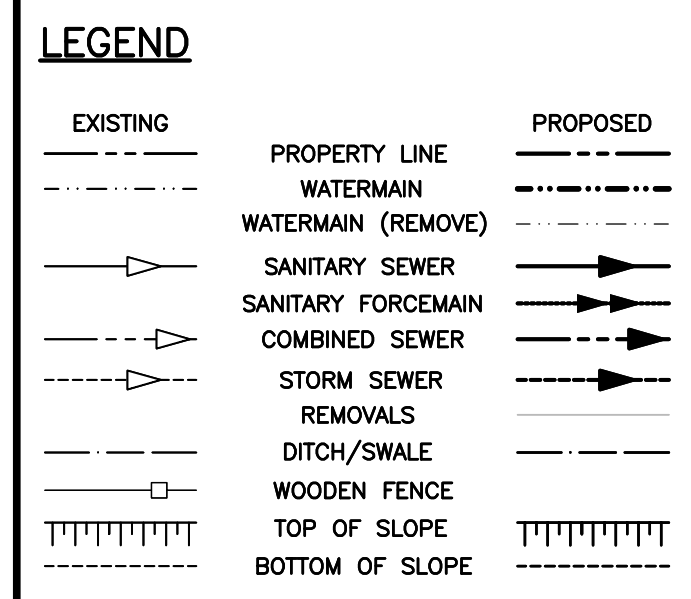 LEGEND
EXISTING PROPOSED
PROPERTY LINE
WATERMAIN
WATERMAIN (REMOVE)
SANITARY SEWER
SANITARY FORCEMAIN
COMBINED SEWER
STORM SEWER
REMOVALS
DITCH/SWALE
WOODEN FENCE
TOP OF SLOPE
BOTTOM OF SLOPE